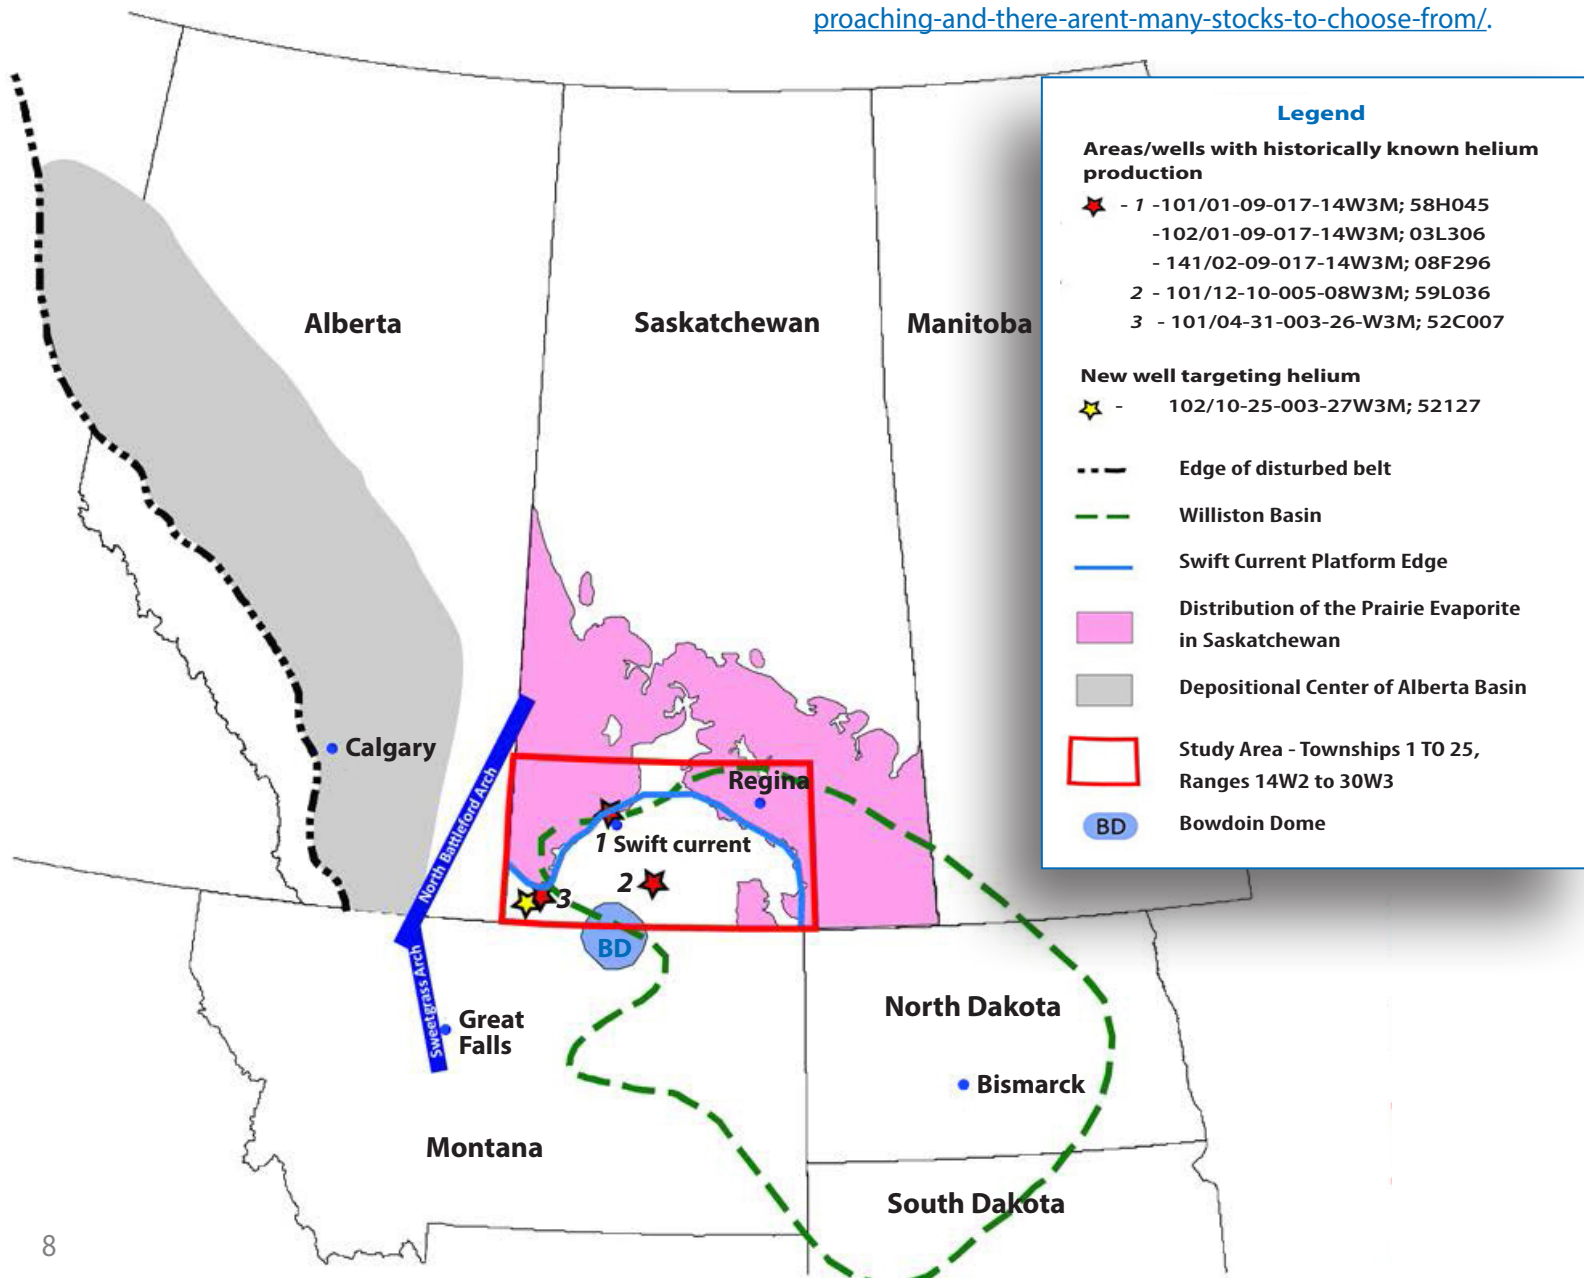 proaching-and-there-arent-many-stocks-to-choose-from/.
Legend
Areas/wells with historically known helium
production
- 1 -101/01-09-017-14W3M; 58H045
-102/01-09-017-14W3M; 03L306
- 141/02-09-017-14W3M; 08F296
2 - 101/12-10-005-08W3M; 59L036
3 - 101/04-31-003-26-W3M; 52C007
New well targeting helium
- 102/10-25-003-27W3M; 52127
Edge of disturbed belt
Williston Basin
Swift Current Platform Edge
Distribution of the Prairie Evaporite
in Saskatchewan
Depositional Center of Alberta Basin
Study Area - Townships 1 TO 25,
Ranges 14W2 to 30W3
BD Bowdoin Dome
Alberta
Saskatchewan
Manitoba
Calgary
North Battleford Arch
Regina
1 Swift current
2
3
BD
Sweetgrass Arch
Great
Falls
North Dakota
Bismarck
Montana
South Dakota
8